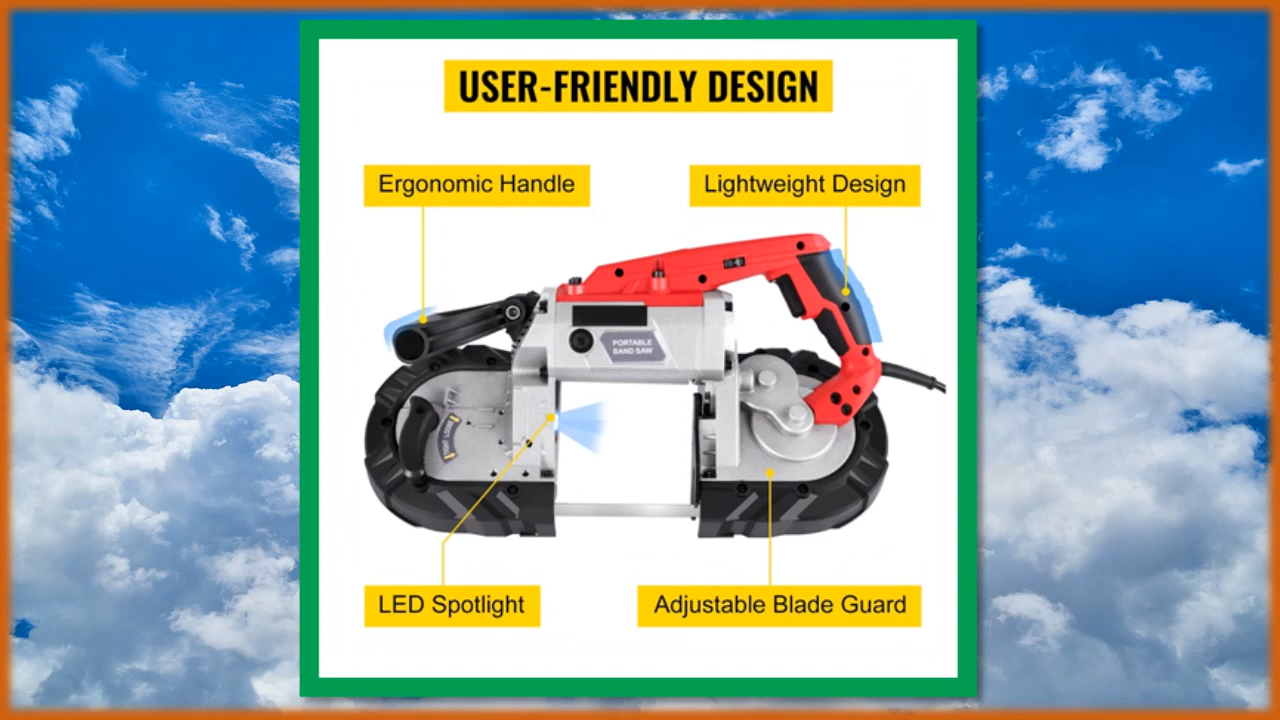 USER-FRIENDLY DESIGN
Ergonomic Handle
Lightweight Design
PORTABLE
BAND SAW
LED Spotlight
Adjustable Blade Guard